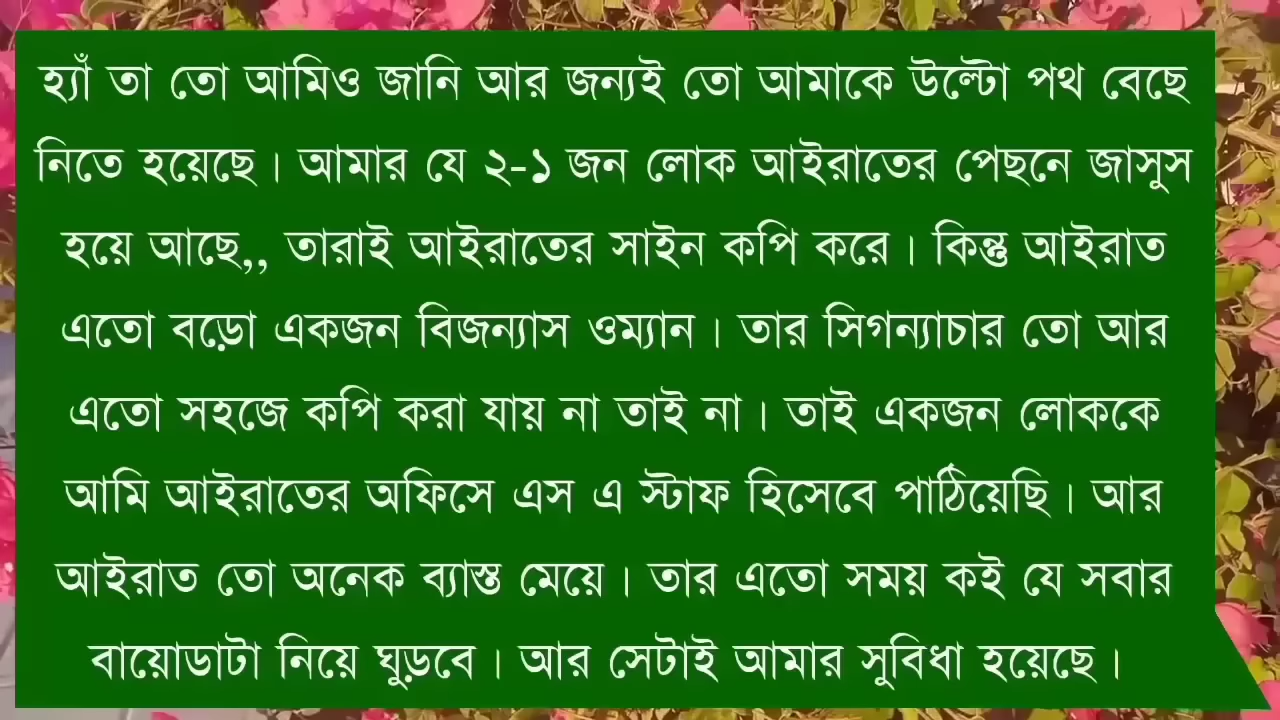 হ্যাঁ তা তো আমিও জানি আর জন্যই তো আমাকে উল্টো পথ বেছে
নিতে হয়েছে। আমার যে ২-১ জন লোক আইরাতের পেছনে জাসুস
হয়ে আছে,, তারাই আইরাতের সাইন কপি করে। কিন্তু আইরাত
এতো বড়ো একজন বিজন্যাস ওম্যান। তার সিগন্যাচার তো আর
এতো সহজে কপি করা যায় না তাই না। তাই একজন লোককে
আমি আইরাতের অফিসে এস এ স্টাফ হিসেবে পাঠিয়েছি। আর
আইরাত তো অনেক ব্যাস্ত মেয়ে। তার এতো সময় কই যে সবার
বায়োডাটা নিয়ে ঘুড়বে। আর সেটাই আমার সুবিধা হয়েছে।